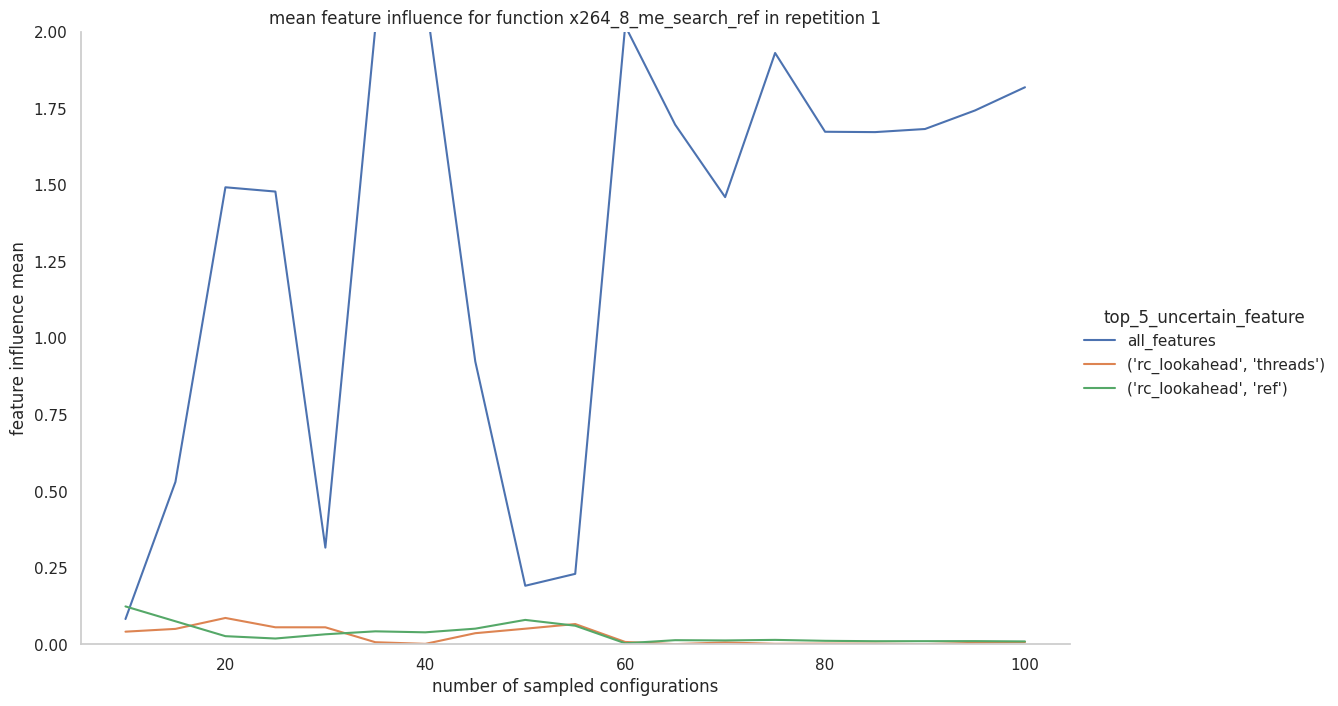 mean feature influence for function x264_8_me_search_ref in repetition 1
2.00
1.75
1.50
1.25
1.00
0.75
0.50
0.25
0.00
feature influence mean
20 40 60 80 100
number of sampled configurations
top_5_uncertain_feature
all_features
('rc_lookahead', 'threads')
('rc_lookahead', 'ref')